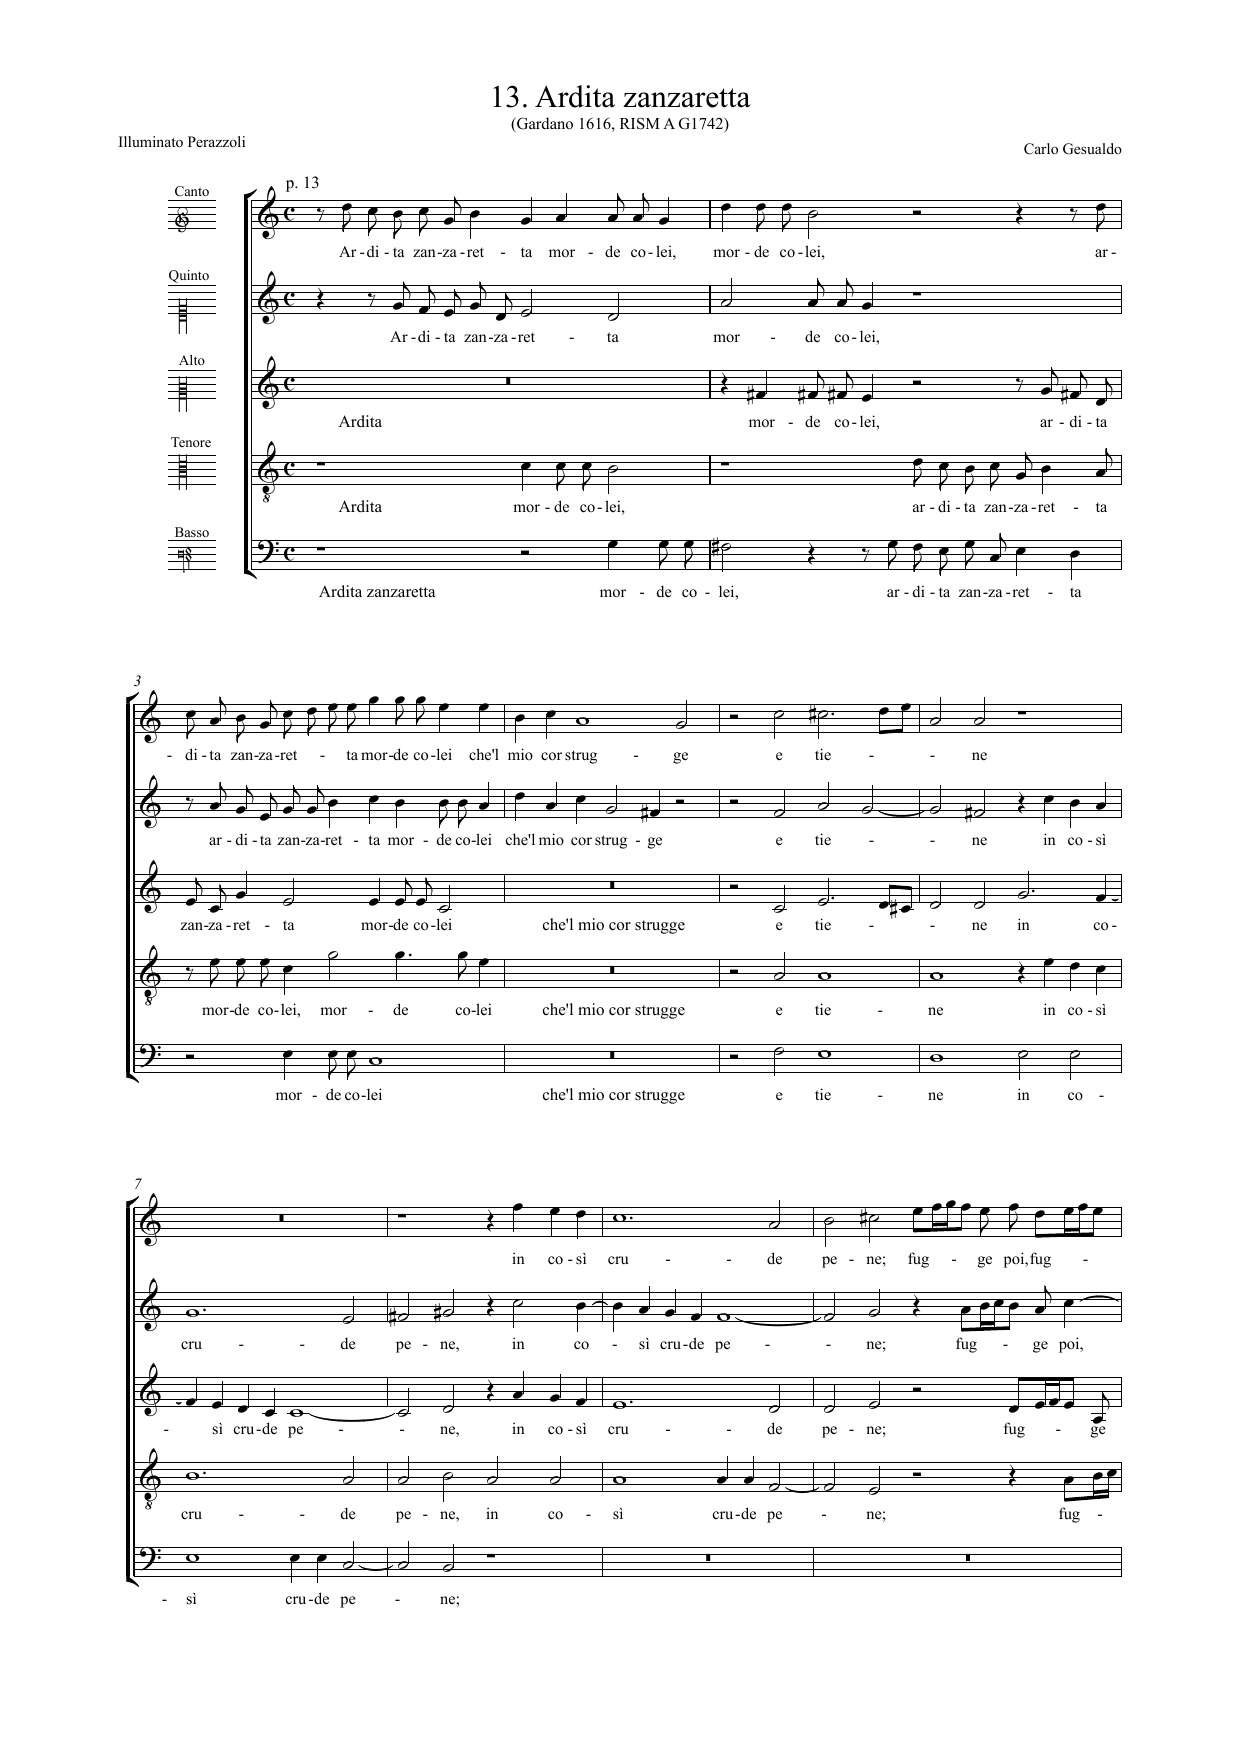 13. Ardita zanzaretta
(Gardano 1616, RISM A G1742)
Illuminato Perazzoli
Carlo Gesualdo
p. 13
Canto
Ar - di - ta zan - za - ret - ta mor - de co - lei, mor - de co - lei, ar -
Quinto
Ar - di - ta zan - za - ret - ta mor - de co - lei,
Alto
Ardita mor - de co - lei, ar - di - ta
Tenore
8
Ardita mor - de co - lei, ar - di - ta zan - za - ret - ta
Basso
Ardita zanzaretta mor - de co - lei, ar - di - ta zan - za - ret - ta
3
- di - ta zan - za - ret - ta mor - de co - lei che'l mio cor strug - ge e tie - - ne
ar - di - ta zan - za - ret - ta mor - de co - lei che'l mio cor strug - ge e tie - - ne in co - sì
zan - za - ret - ta mor - de co - lei che'l mio cor strugge e tie - - ne in co -
8
mor - de co - lei, mor - de co - lei che'l mio cor strugge e tie - ne in co - sì
mor - de co - lei che'l mio cor strugge e tie - ne in co -
7
in co - sì cru - - de pe - ne; fug - ge poi, fug -
cru - - de pe - ne, in co - sì cru - de pe - - ne; fug - ge poi,
- sì cru - de pe - - ne, in co - sì cru - - de pe - ne; fug - ge
8
cru - - de pe - ne, in co - sì cru - de pe - ne; fug -
- sì cru - de pe - ne;